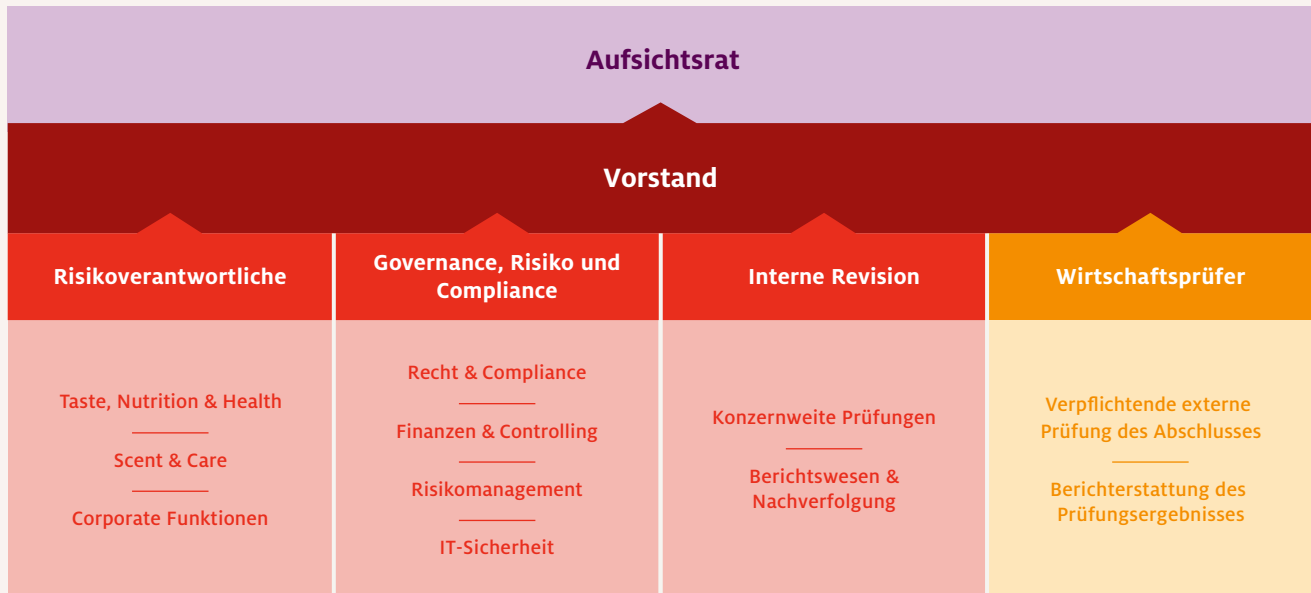 Aufsichtsrat
Vorstand
Risikoverantwortliche
Taste, Nutrition & Health
Scent & Care
Corporate Funktionen
Governance, Risiko und
Compliance
Recht & Compliance
Finanzen & Controlling
Risikomanagement
IT-Sicherheit
Interne Revision
Konzernweite Prüfungen
Berichtswesen &
Nachverfolgung
Wirtschaftsprüfer
Verpflichtende externe
Prüfung des Abschlusses
Berichterstattung des
Prüfungsergebnisses